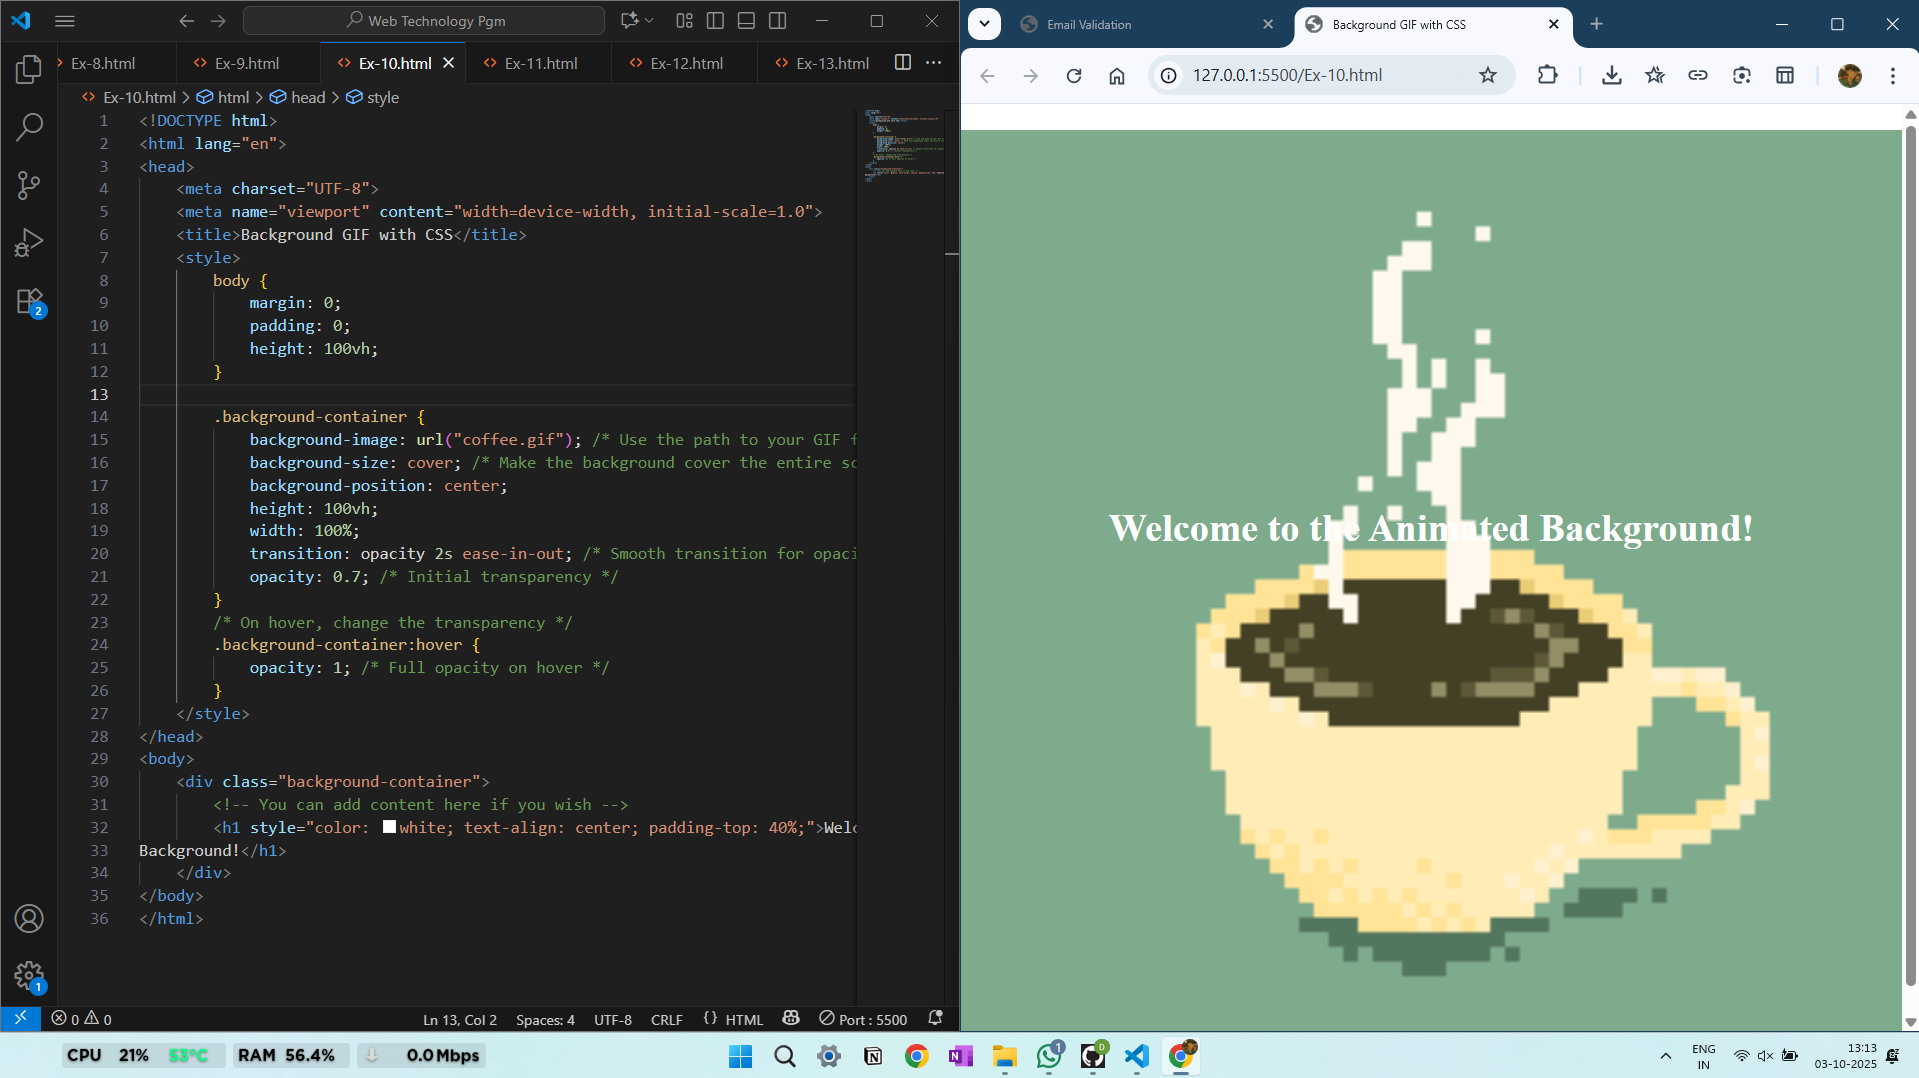 Web Technology Pgm
Ex-8.html
Ex-9.html
Ex-10.html
Ex-11.html
Ex-12.html
Ex-13.html
Ex-10.html > html > head > style
1 <!DOCTYPE html>
2 <html lang="en">
3 <head>
4 <meta charset="UTF-8">
5 <meta name="viewport" content="width=device-width, initial-scale=1.0">
6 <title>Background GIF with CSS</title>
7 <style>
8 body {
9 margin: 0;
10 padding: 0;
11 height: 100vh;
12 }
13
14 .background-container {
15 background-image: url("coffee.gif"); /* Use the path to your GIF f
16 background-size: cover; /* Make the background cover the entire sc
17 background-position: center;
18 height: 100vh;
19 width: 100%;
20 transition: opacity 2s ease-in-out; /* Smooth transition for opaci
21 opacity: 0.7; /* Initial transparency */
22 }
23 /* On hover, change the transparency */
24 .background-container:hover {
25 opacity: 1; /* Full opacity on hover */
26 }
27 </style>
28 </head>
29 <body>
30 <div class="background-container">
31 <!-- You can add content here if you wish -->
32 <h1 style="color: white; text-align: center; padding-top: 40%;">Welc
33 Background!</h1>
34 </div>
35 </body>
36 </html>
2
1
0 0
Ln 13, Col 2
Spaces: 4
UTF-8
CRLF
{} HTML
Port : 5500
Email Validation
Background GIF with CSS
127.0.0.1:5500/Ex-10.html
Welcome to the Animated Background!
CPU 21% 53°C
RAM 56.4%
0.0 Mbps
1
D
ENG
IN
13:13
03-10-2025